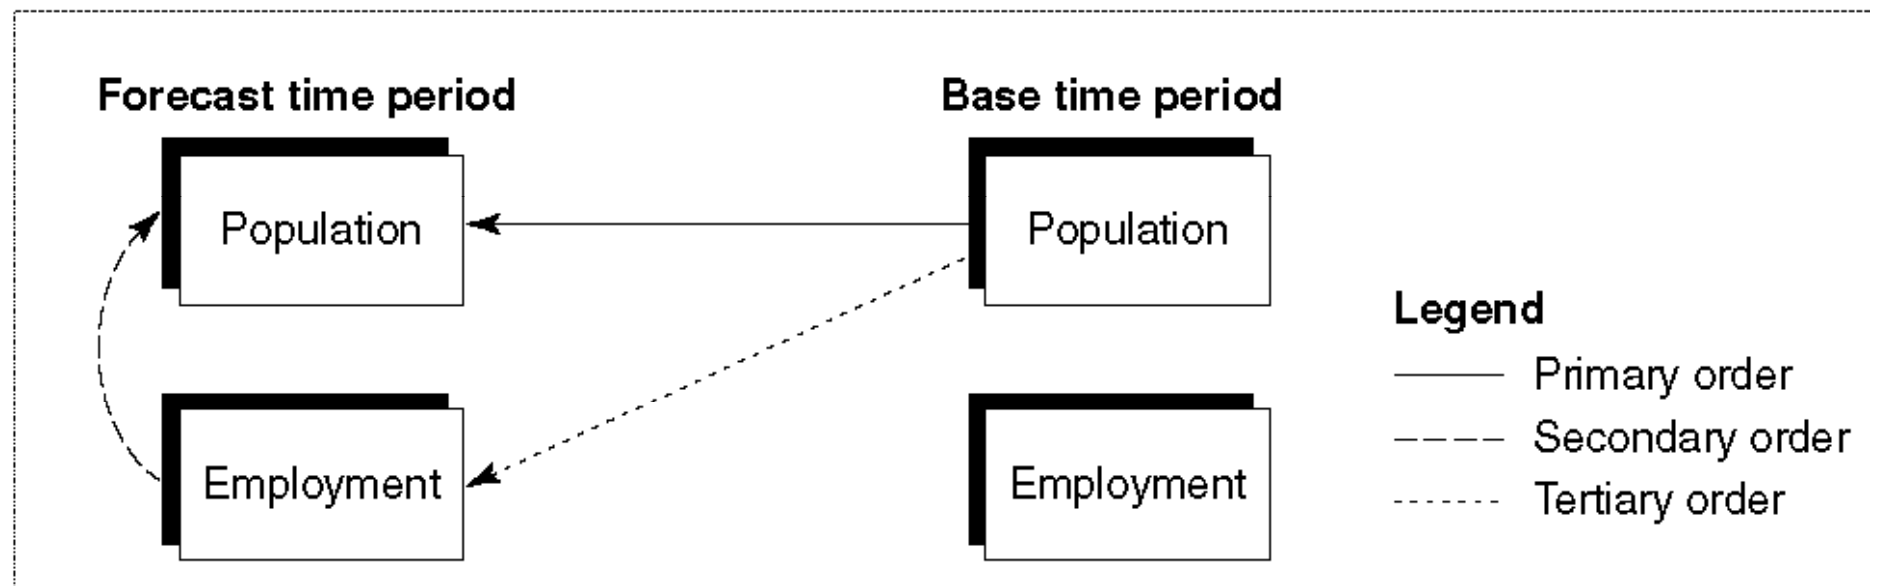 Forecast time period
Base time period
Population
Population
Employment
Employment
Legend
Primary order
Secondary order
Tertiary order